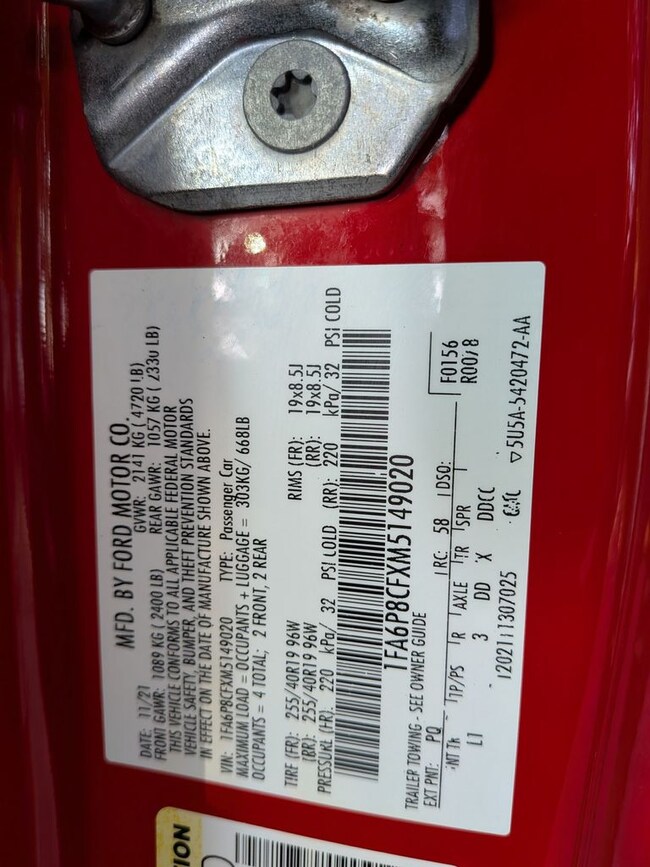 MFD. BY FORD MOTOR CO.
DATE: 11/21 GVWR: 2141 KG ( 4720 LB)
FRONT GAWR: 1089 KG ( 2400 LB) REAR GAWR: 1057 KG ( 2330 LB)
THIS VEHICLE CONFORMS TO ALL APPLICABLE FEDERAL MOTOR
VEHICLE SAFETY, BUMPER, AND THEFT PREVENTION STANDARDS
IN EFFECT ON THE DATE OF MANUFACTURE SHOWN ABOVE.
VIN: 1FA6P8CFXM5149020 TYPE: Passenger Car
MAXIMUM LOAD = OCCUPANTS + LUGGAGE = 303KG/ 668LB
OCCUPANTS = 4 TOTAL; 2 FRONT, 2 REAR
TIRE (FR): 255/40R19 96W RIMS (FR): 19x8.5J
(RR): 255/40R19 96W (RR): 19x8.5J
PRESSURE (FR): 220 kPa/ 32 PSI COLD (RR): 220 kPa/ 32 PSI COLD
1FA6P8CFXM5149020
TRAILER TOWING - SEE OWNER GUIDE
EXT PNT: PQ RC: 58 DSO: F0156
R0078
INT TR TP/PS R AXLE TR SPR
LT 3 DD X DDCC
12021111307025 ▽5U5A-5420472-AA
TION